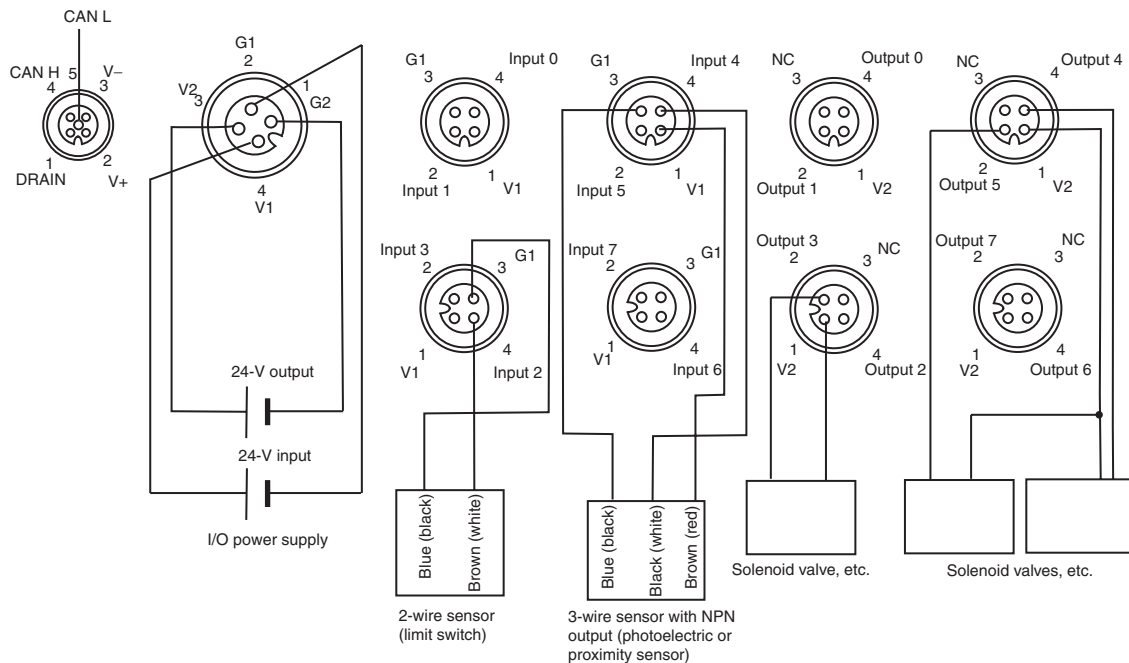 CAN L
CAN H
5
V–
4
3
1
2
DRAIN
V+
G1
2
V2
3
1
G2
4
V1
24-V output
24-V input
I/O power supply
G1
3
Input 0
4
2
Input 1
1
V1
Input 3
2
3
G1
1
V1
4
Input 2
Blue (black)
Brown (white)
2-wire sensor
(limit switch)
G1
3
Input 4
4
2
Input 5
1
V1
Input 7
2
3
G1
1
V1
4
Input 6
Blue (black)
Black (white)
Brown (red)
3-wire sensor with NPN
output (photoelectric or
proximity sensor)
NC
3
Output 0
4
2
Output 1
1
V2
Output 3
2
NC
3
1
V2
4
Output 2
Solenoid valve, etc.
NC
3
Output 4
4
2
Output 5
1
V2
Output 7
2
NC
3
1
V2
4
Output 6
Solenoid valves, etc.